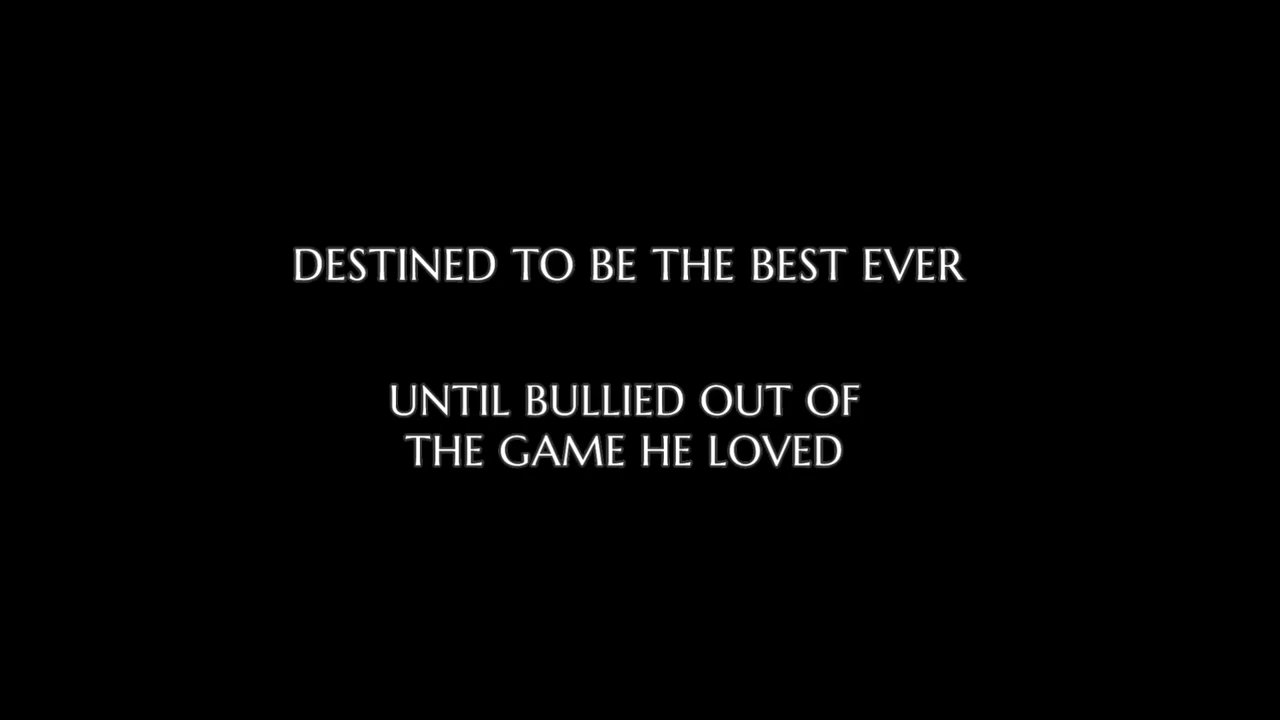 DESTINED TO BE THE BEST EVER
UNTIL BULLIED OUT OF
THE GAME HE LOVED